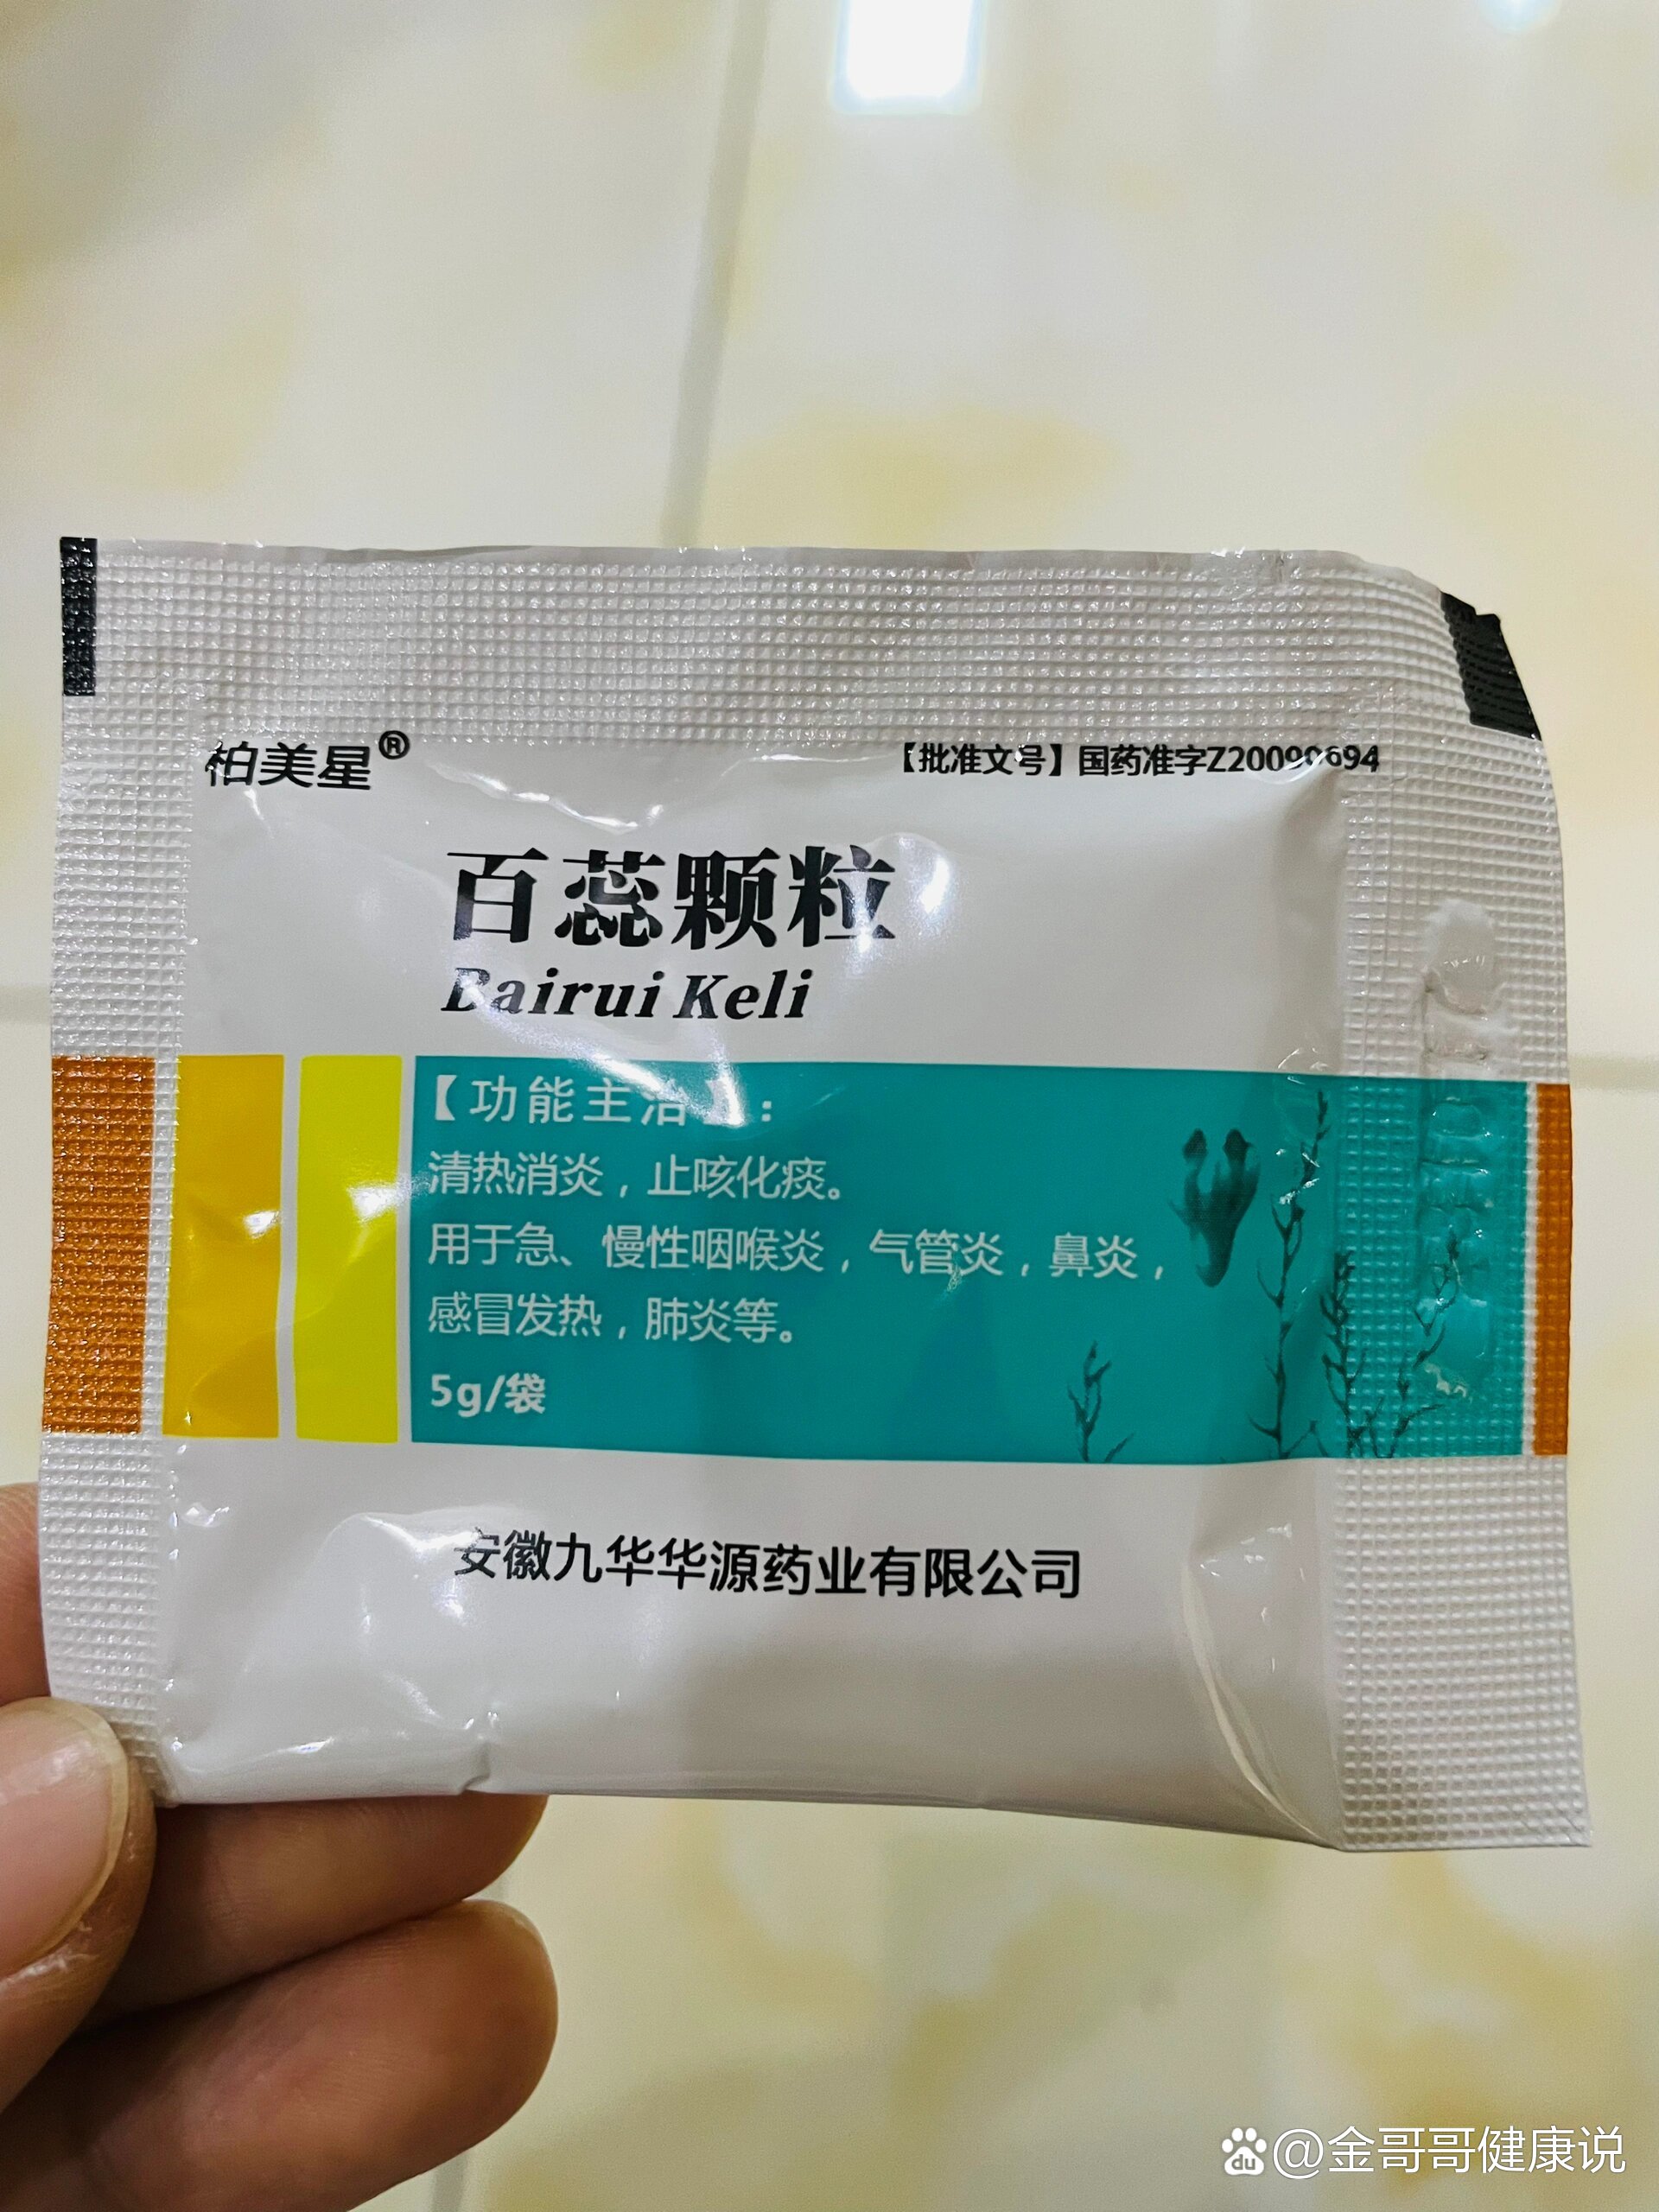 柏美星®
【批准文号】国药准字Z20090694
百蕊颗粒
Bairui Keli
【功能主治】:
清热消炎，止咳化痰。
用于急、慢性咽喉炎，气管炎，鼻炎，
感冒发热，肺炎等。
5g/袋
安徽九华华源药业有限公司
du @金哥哥健康说